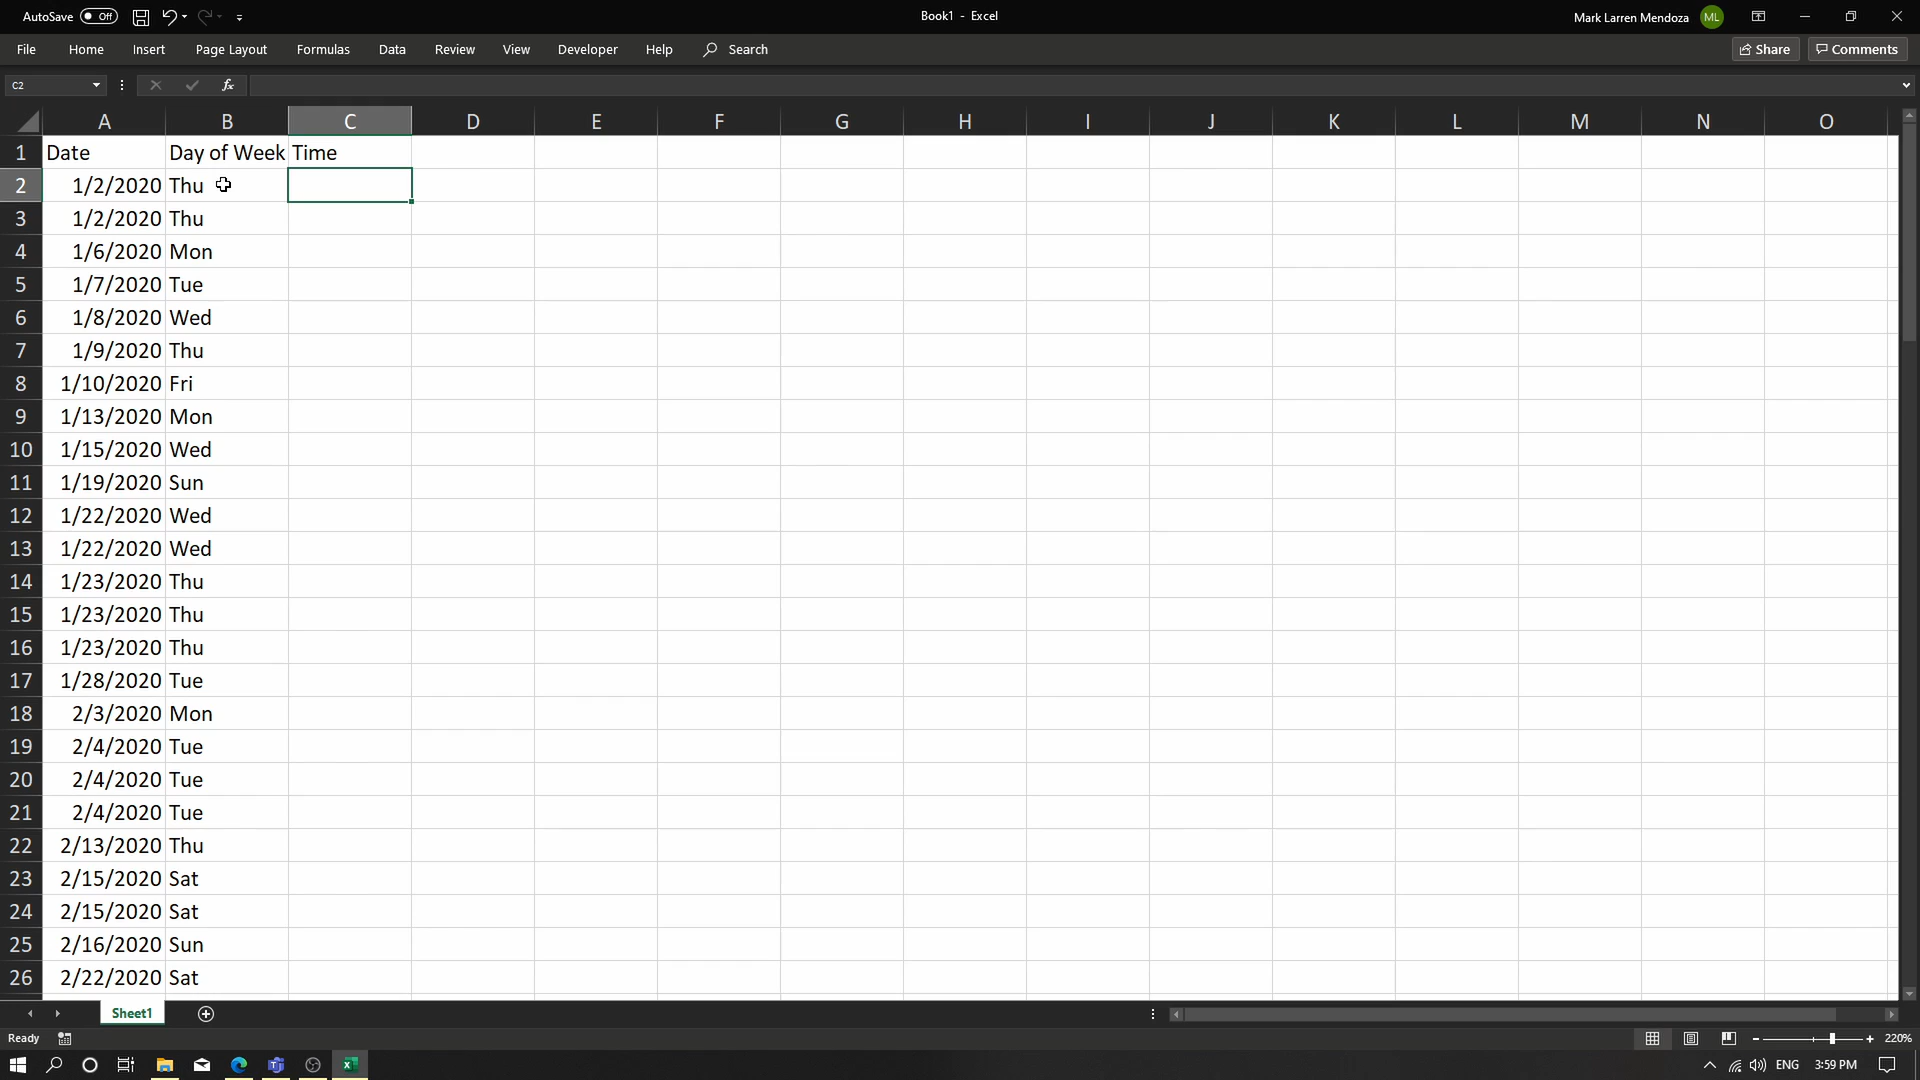 AutoSave Off Book1 - Excel Mark Larren Mendoza ML
File Home Insert Page Layout Formulas Data Review View Developer Help Search Share Comments
C2 fx
A B C D E F G H I J K L M N O
1 Date Day of Week Time
2 1/2/2020 Thu
3 1/2/2020 Thu
4 1/6/2020 Mon
5 1/7/2020 Tue
6 1/8/2020 Wed
7 1/9/2020 Thu
8 1/10/2020 Fri
9 1/13/2020 Mon
10 1/15/2020 Wed
11 1/19/2020 Sun
12 1/22/2020 Wed
13 1/22/2020 Wed
14 1/23/2020 Thu
15 1/23/2020 Thu
16 1/23/2020 Thu
17 1/28/2020 Tue
18 2/3/2020 Mon
19 2/4/2020 Tue
20 2/4/2020 Tue
21 2/4/2020 Tue
22 2/13/2020 Thu
23 2/15/2020 Sat
24 2/15/2020 Sat
25 2/16/2020 Sun
26 2/22/2020 Sat
Sheet1
Ready 220%
ENG 3:59 PM